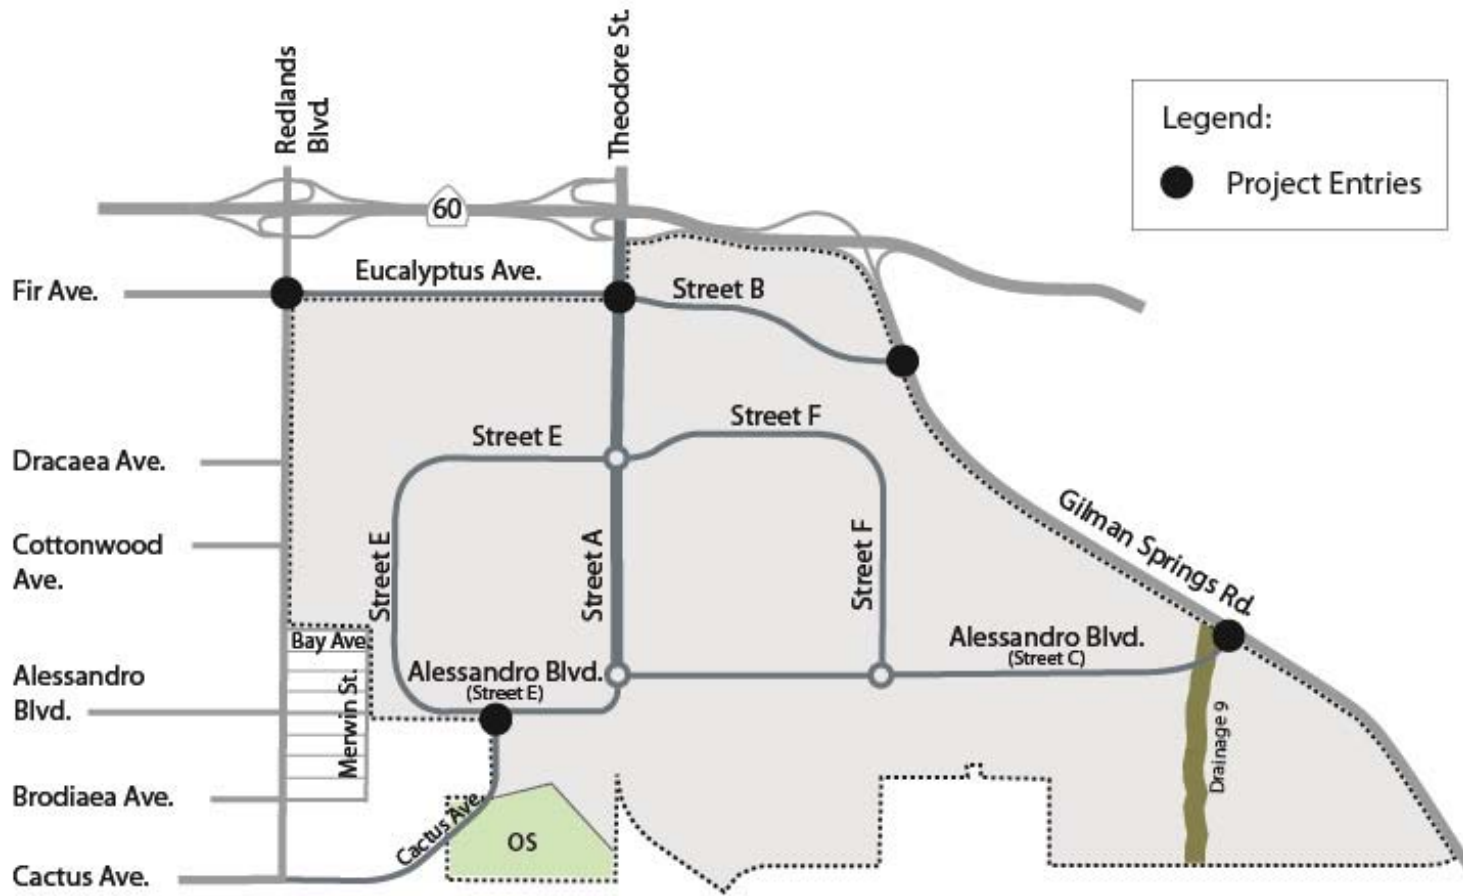 Redlands
Blvd.
Theodore St.
Legend:
Project Entries
60
Fir Ave.
Eucalyptus Ave.
Street B
Street F
Street E
Dracaea Ave.
Gilman Springs Rd.
Cottonwood
Ave.
Street E
Street A
Street F
Bay Ave
Alessandro Blvd.
(Street C)
Alessandro
Blvd.
Merwin St.
Alessandro Blvd.
(Street E)
Drainage 9
Brodiaea Ave.
Cactus Ave.
OS
Cactus Ave.